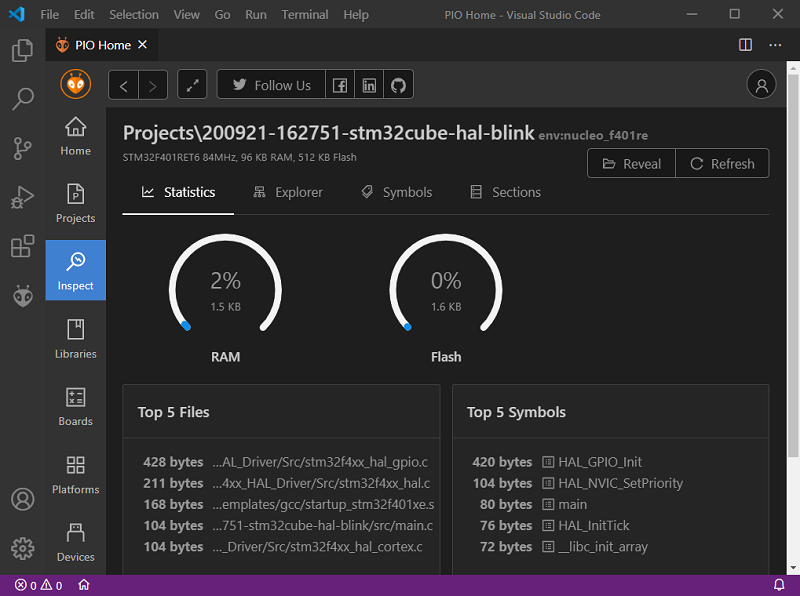 File Edit Selection View Go Run Terminal Help PIO Home - Visual Studio Code
PIO Home
Follow Us
Home
Projects
Inspect
Libraries
Boards
Platforms
Devices
Projects\200921-162751-stm32cube-hal-blink env:nucleo_f401re
STM32F401RET6 84MHz, 96 KB RAM, 512 KB Flash
Reveal Refresh
Statistics Explorer Symbols Sections
2% 0%
1.5 KB 1.6 KB
RAM Flash
Top 5 Files
428 bytes ...AL_Driver/Src/stm32f4xx_hal_gpio.c
211 bytes ...4xx_HAL_Driver/Src/stm32f4xx_hal.c
168 bytes ...emplates/gcc/startup_stm32f401xe.s
104 bytes ...751-stm32cube-hal-blink/src/main.c
104 bytes ..._Driver/Src/stm32f4xx_hal_cortex.c
Top 5 Symbols
420 bytes HAL_GPIO_Init
104 bytes HAL_NVIC_SetPriority
80 bytes main
76 bytes HAL_InitTick
72 bytes __libc_init_array
0 0